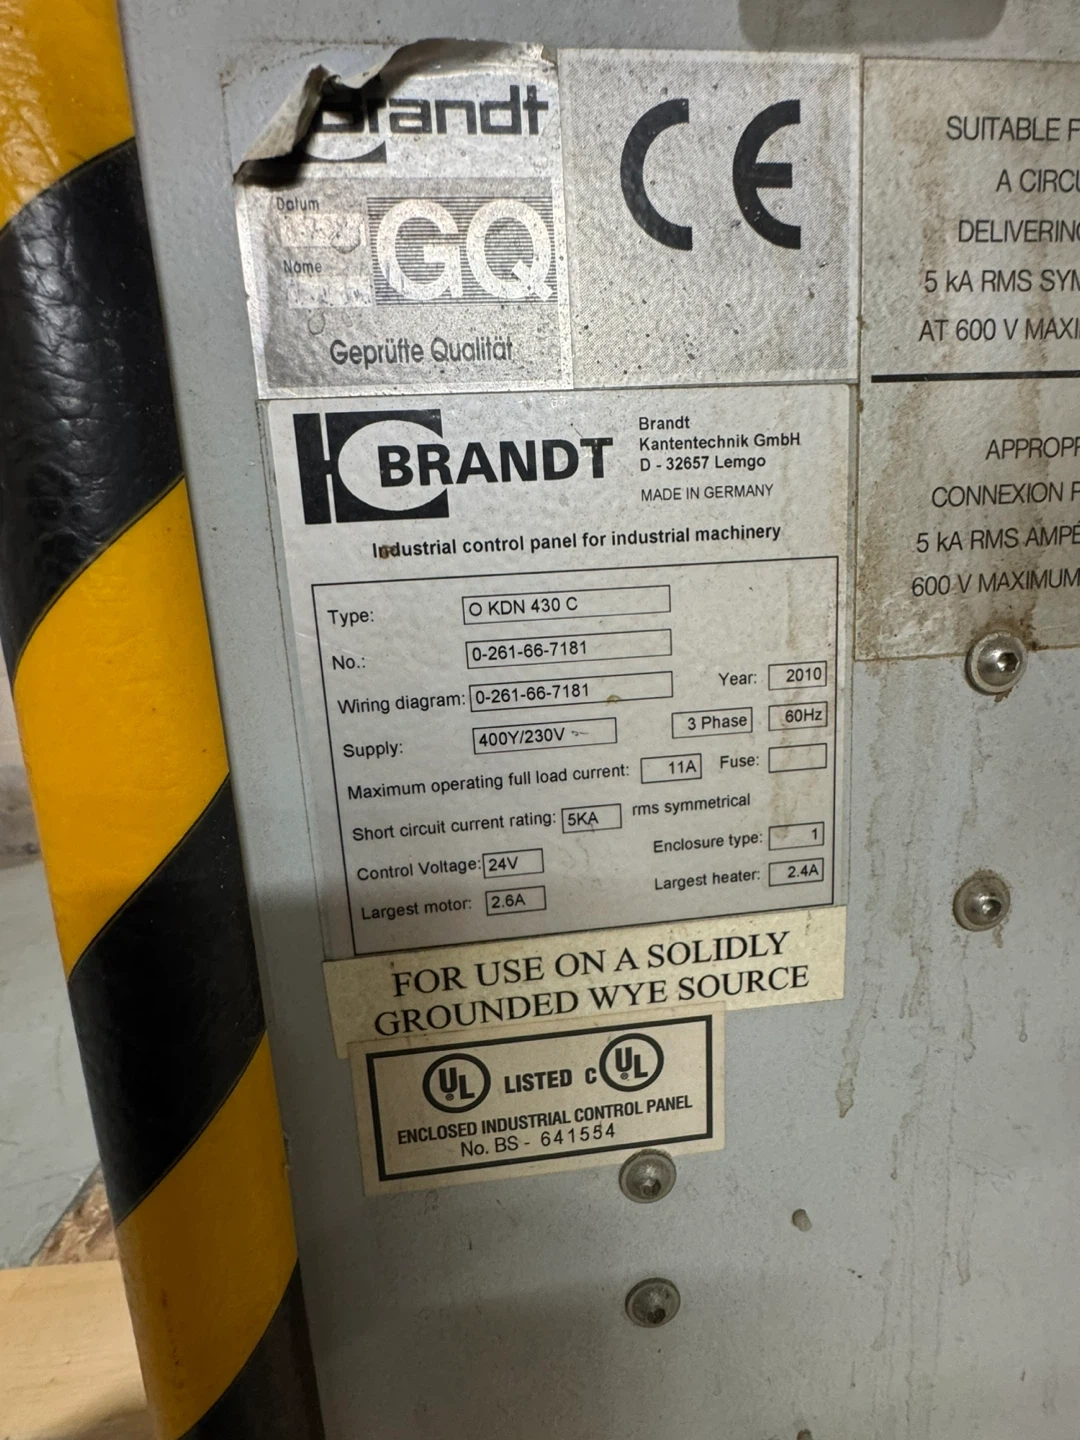 Brandt
Datum
Name
GQ
Geprüfte Qualität
CE
SUITABLE
A
DELIVERING
5 kA RMS
AT 600 V
BRANDT
Brandt
Kantentechnik GmbH
D - 32657 Lemgo
MADE IN GERMANY
Industrial control panel for industrial machinery
Type: O KDN 430 C
No.: 0-261-66-7181
Wiring diagram: 0-261-66-7181 Year: 2010
Supply: 400Y/230V ~ 3 Phase 60Hz
Maximum operating full load current: 11A Fuse:
Short circuit current rating: 5KA rms symmetrical
Control Voltage: 24V Enclosure type: 1
Largest motor: 2.6A Largest heater: 2.4A
CONNEXION
5 kA RMS
600 V MAXIMUM
FOR USE ON A SOLIDLY
GROUNDED WYE SOURCE
UL LISTED C UL
ENCLOSED INDUSTRIAL CONTROL PANEL
No. BS - 641554